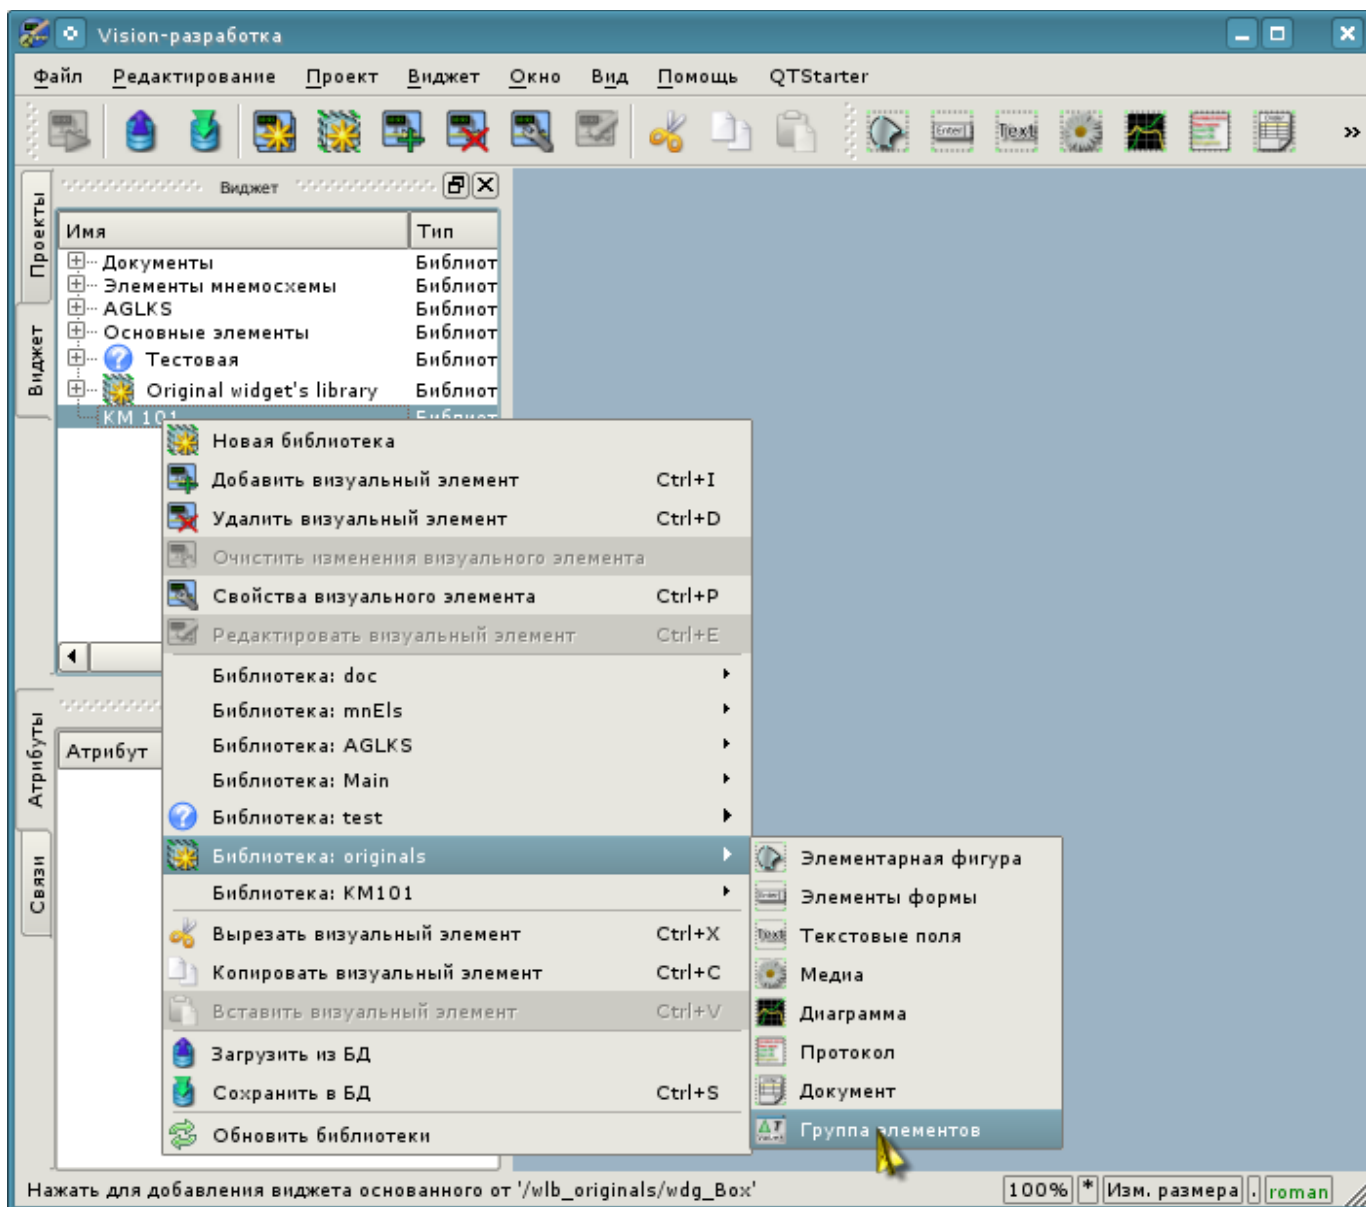 Vision-разработка
Файл Редактирование Проект Виджет Окно Вид Помощь QTStarter
Enter Text
Проекты
Виджет
Виджет
Имя Тип
Документы Библиот
Элементы мнемосхемы Библиот
AGLKS Библиот
Основные элементы Библиот
Тестовая Библиот
Original widget's library Библиот
KM 101 Библиот
Новая библиотека
Добавить визуальный элемент Ctrl+I
Удалить визуальный элемент Ctrl+D
Очистить изменения визуального элемента
Свойства визуального элемента Ctrl+P
Редактировать визуальный элемент Ctrl+E
Библиотека: doc
Библиотека: mnEls
Библиотека: AGLKS
Библиотека: Main
Библиотека: test
Библиотека: originals
Библиотека: KM101
Вырезать визуальный элемент Ctrl+X
Копировать визуальный элемент Ctrl+C
Вставить визуальный элемент Ctrl+V
Загрузить из БД
Сохранить в БД Ctrl+S
Обновить библиотеки
Атрибуты
Связи
Атрибут
Элементарная фигура
Элементы формы
Текстовые поля
Медиа
Диаграмма
Протокол
Документ
Группа элементов
Нажать для добавления виджета основанного от '/wlb_originals/wdg_Box' 100% * Изм. размера . roman